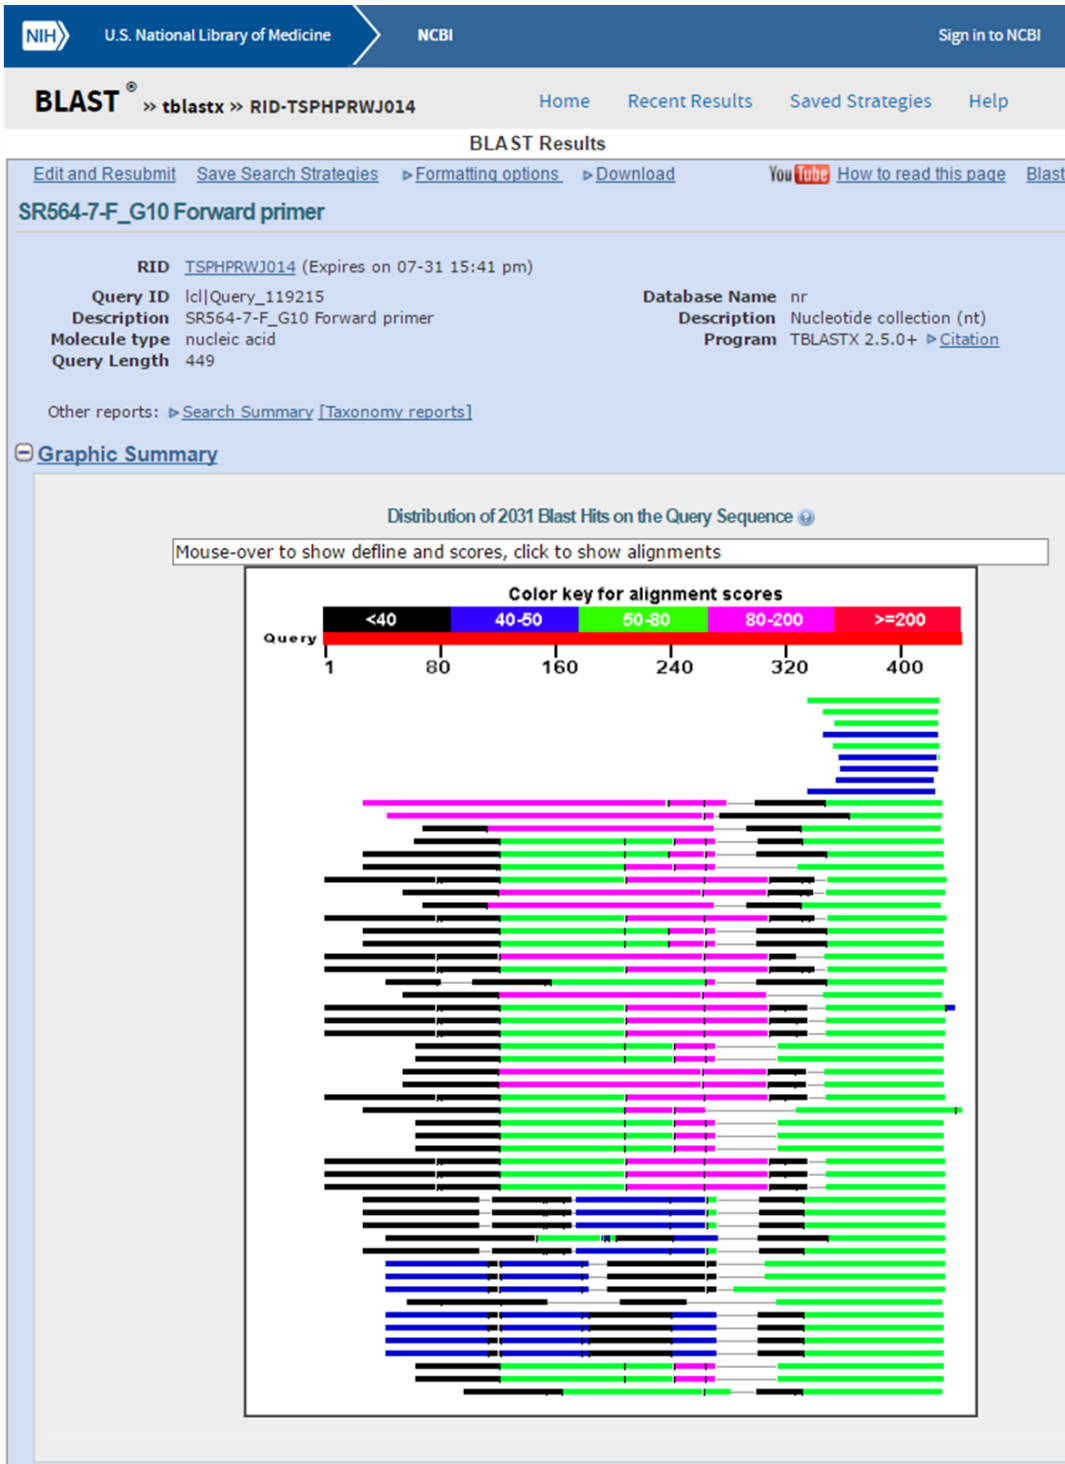 NIH U.S. National Library of Medicine NCBI Sign in to NCBI
BLAST ® » tblastx » RID-TSPHPRWJ014 Home Recent Results Saved Strategies Help
BLAST Results
Edit and Resubmit Save Search Strategies ▶Formatting options ▶Download YouTube How to read this page Blast
SR564-7-F_G10 Forward primer
RID TSPHPRWJ014 (Expires on 07-31 15:41 pm)
Query ID lcl|Query_119215 Database Name nr
Description SR564-7-F_G10 Forward primer Description Nucleotide collection (nt)
Molecule type nucleic acid Program TBLASTX 2.5.0+ ▶Citation
Query Length 449
Other reports: ▶Search Summary [Taxonomy reports]
Graphic Summary
Distribution of 2031 Blast Hits on the Query Sequence
Mouse-over to show defline and scores, click to show alignments
Color key for alignment scores
<40 40-50 50-80 80-200 >=200
Query
1 80 160 240 320 400